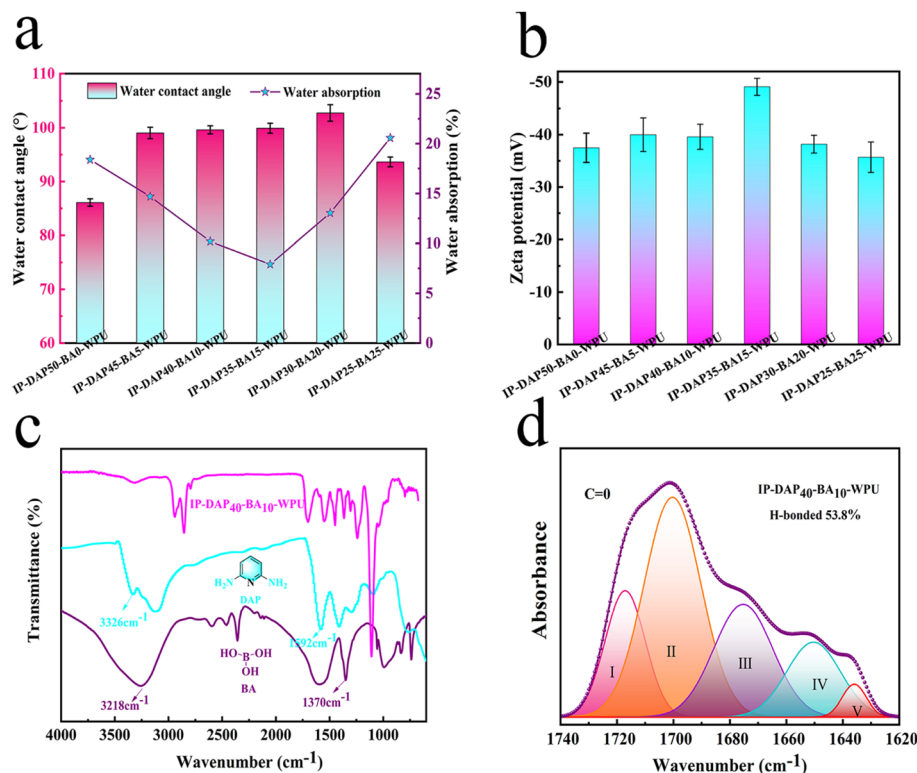 a
Water contact angle
Water absorption
Water contact angle (°)
110
100
90
80
70
60
Water absorption (%)
25
20
15
10
5
0
IP-DAP50-BA0-WPU
IP-DAP45-BA5-WPU
IP-DAP40-BA10-WPU
IP-DAP35-BA15-WPU
IP-DAP30-BA20-WPU
IP-DAP25-BA25-WPU
b
Zeta potential (mV)
-50
-40
-30
-20
-10
0
IP-DAP50-BA0-WPU
IP-DAP45-BA5-WPU
IP-DAP40-BA10-WPU
IP-DAP35-BA15-WPU
IP-DAP30-BA20-WPU
IP-DAP25-BA25-WPU
c
Transmittance (%)
IP-DAP40-BA10-WPU
H₂N
N
NH₂
DAP
3326cm-1
1592cm-1
HO-B-OH
OH
BA
3218cm-1
1370cm-1
4000 3500 3000 2500 2000 1500 1000
Wavenumber (cm-1)
d
C=0
IP-DAP40-BA10-WPU
H-bonded 53.8%
Absorbance
I
II
III
IV
V
1740 1720 1700 1680 1660 1640 1620
Wavenumber (cm-1)